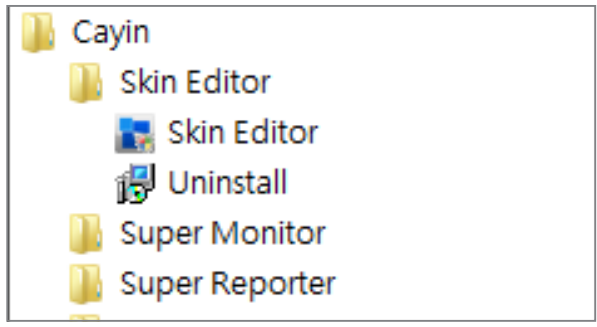 Cayin
Skin Editor
Skin Editor
Uninstall
Super Monitor
Super Reporter